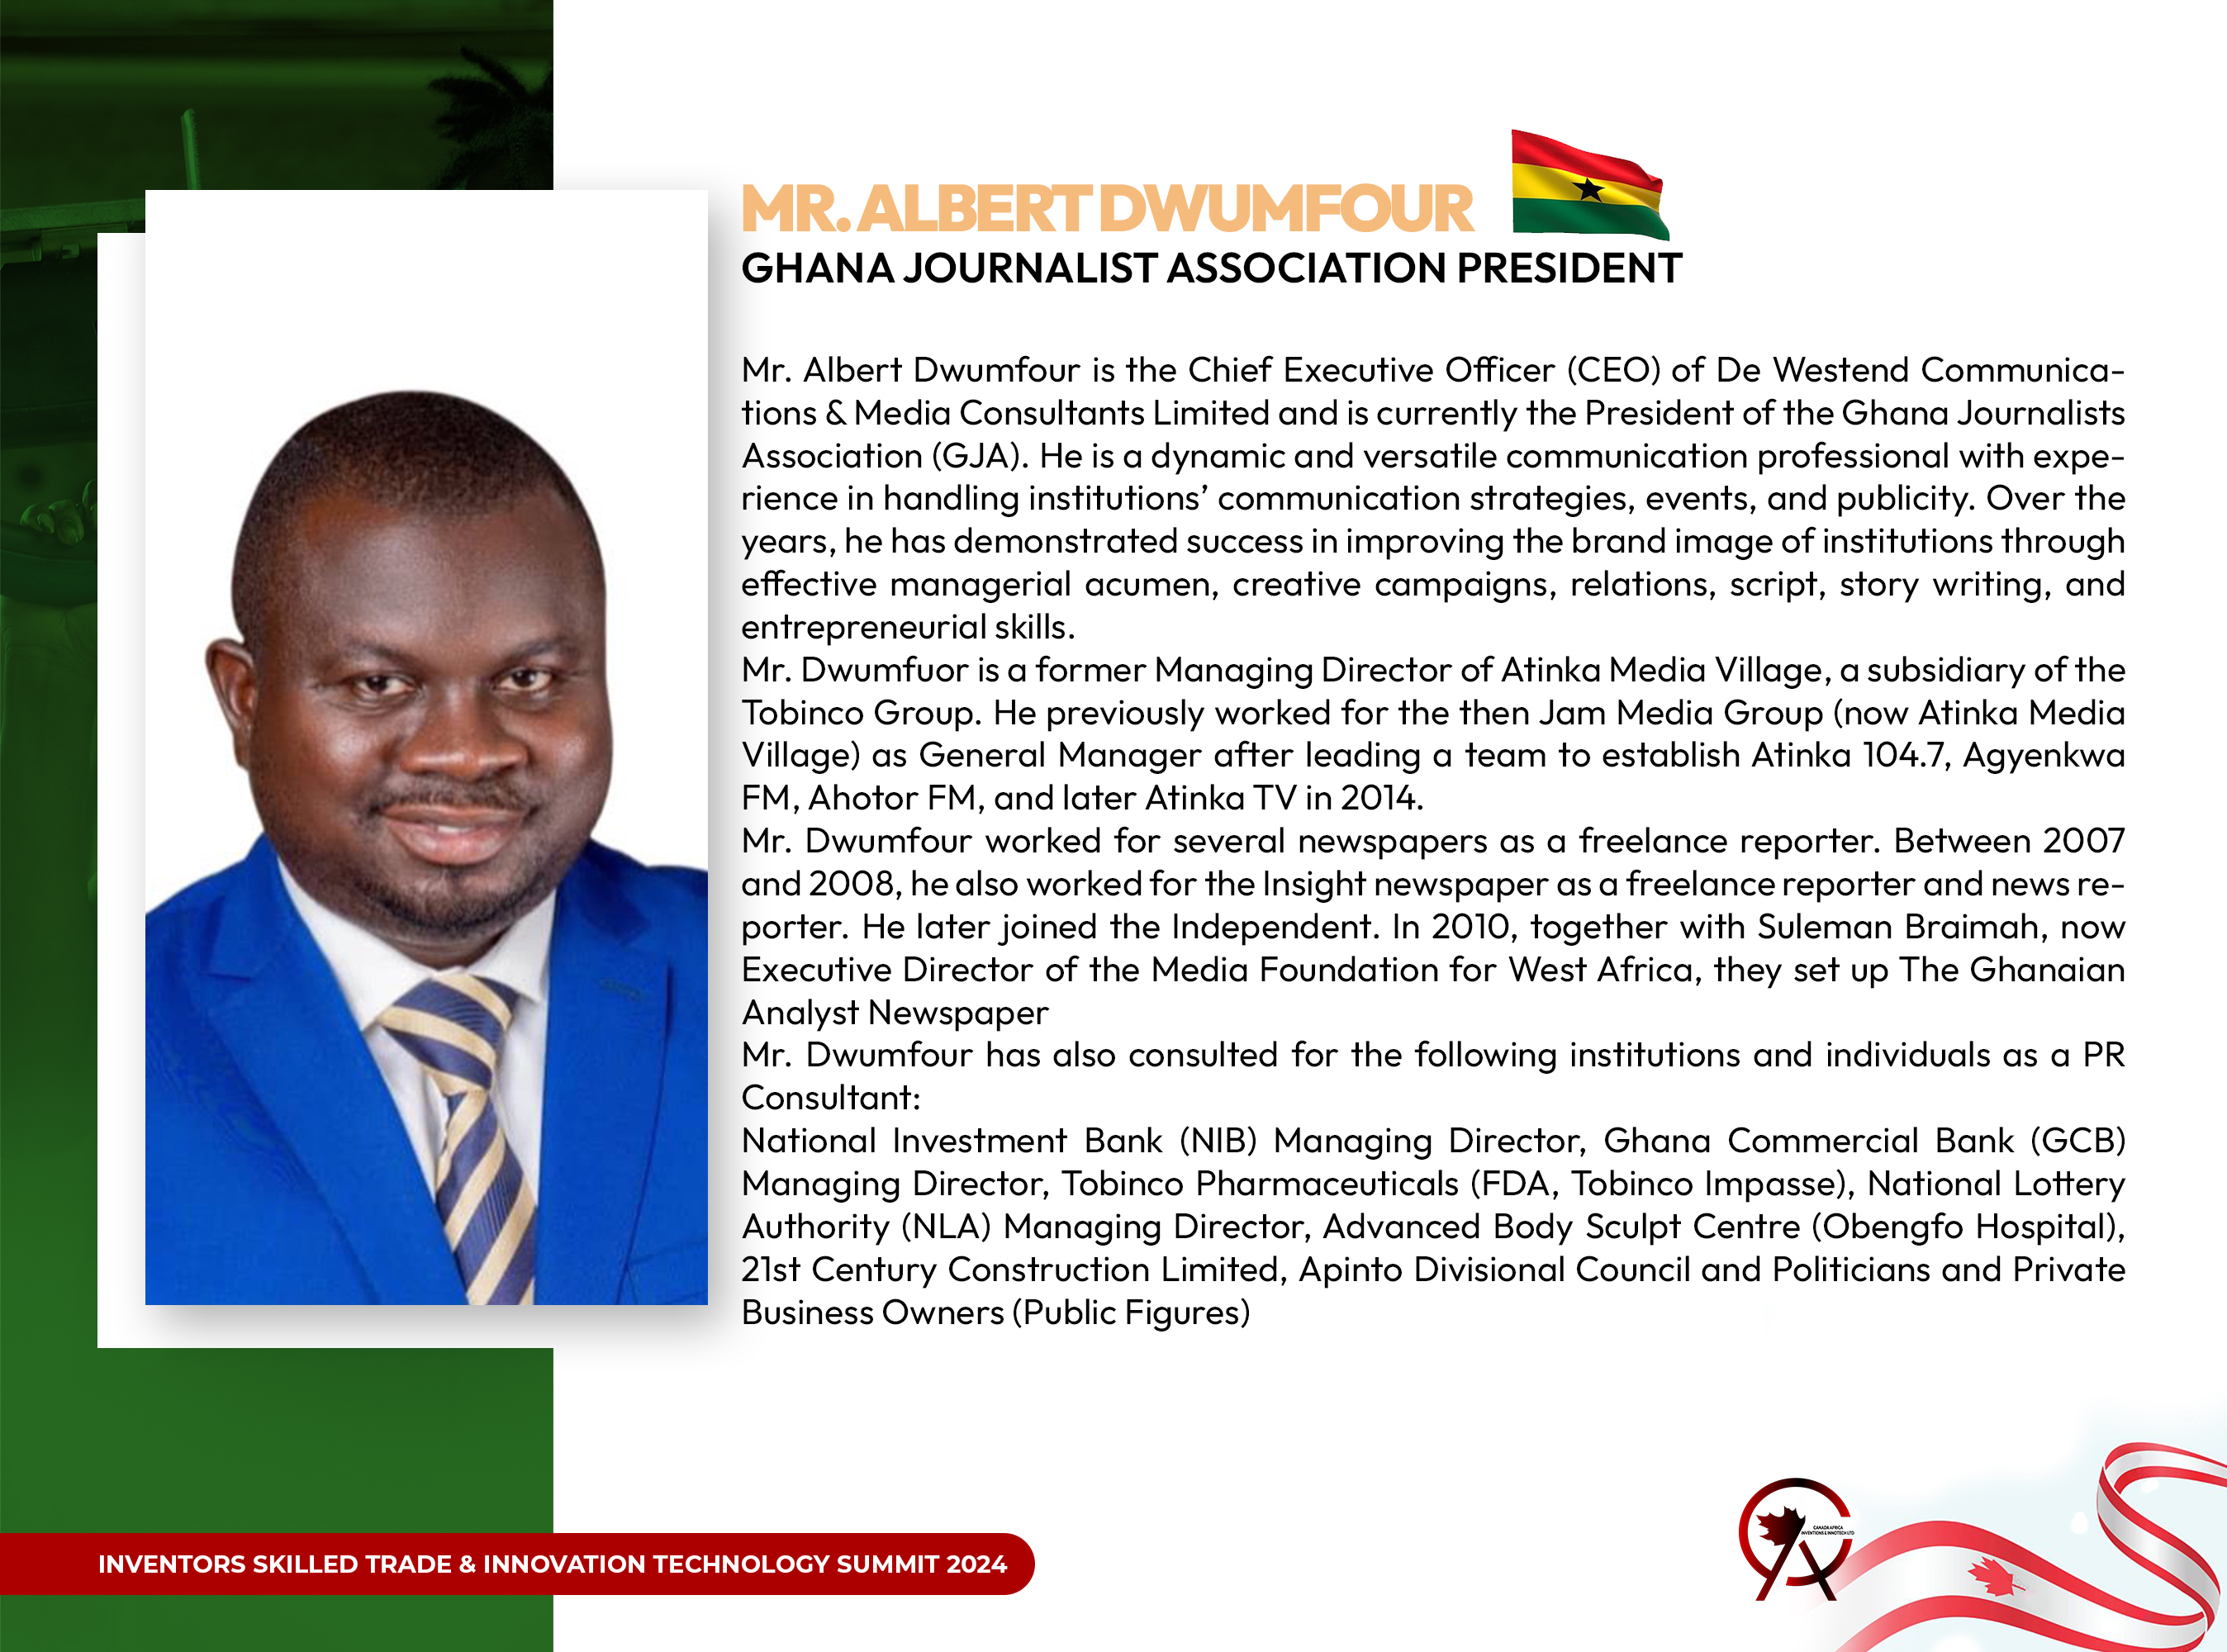 MR. ALBERT DWUMFOUR
GHANA JOURNALIST ASSOCIATION PRESIDENT
Mr. Albert Dwumfour is the Chief Executive Officer (CEO) of De Westend Communica-
tions & Media Consultants Limited and is currently the President of the Ghana Journalists
Association (GJA). He is a dynamic and versatile communication professional with expe-
rience in handling institutions’ communication strategies, events, and publicity. Over the
years, he has demonstrated success in improving the brand image of institutions through
effective managerial acumen, creative campaigns, relations, script, story writing, and
entrepreneurial skills.
Mr. Dwumfuor is a former Managing Director of Atinka Media Village, a subsidiary of the
Tobinco Group. He previously worked for the then Jam Media Group (now Atinka Media
Village) as General Manager after leading a team to establish Atinka 104.7, Agyenkwa
FM, Ahotor FM, and later Atinka TV in 2014.
Mr. Dwumfour worked for several newspapers as a freelance reporter. Between 2007
and 2008, he also worked for the Insight newspaper as a freelance reporter and news re-
porter. He later joined the Independent. In 2010, together with Suleman Braimah, now
Executive Director of the Media Foundation for West Africa, they set up The Ghanaian
Analyst Newspaper
Mr. Dwumfour has also consulted for the following institutions and individuals as a PR
Consultant:
National Investment Bank (NIB) Managing Director, Ghana Commercial Bank (GCB)
Managing Director, Tobinco Pharmaceuticals (FDA, Tobinco Impasse), National Lottery
Authority (NLA) Managing Director, Advanced Body Sculpt Centre (Obengfo Hospital),
21st Century Construction Limited, Apinto Divisional Council and Politicians and Private
Business Owners (Public Figures)
INVENTORS SKILLED TRADE & INNOVATION TECHNOLOGY SUMMIT 2024
CANADA AFRICA
INVENTIONS & INNOTECH LTD